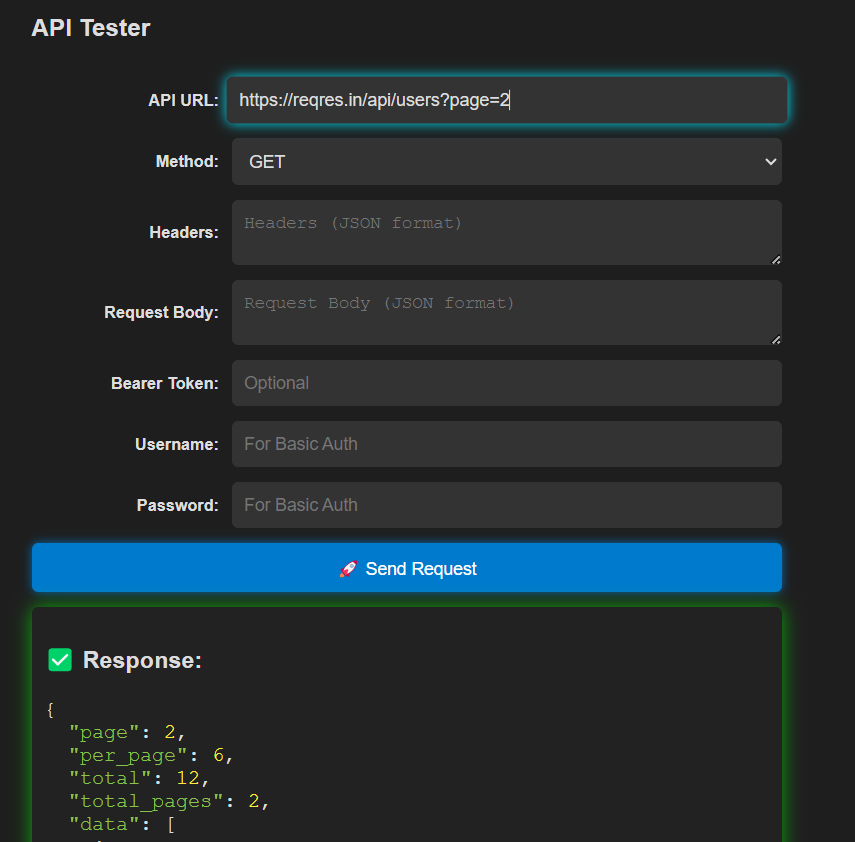 API Tester
API URL: https://reqres.in/api/users?page=2
Method: GET
Headers: Headers (JSON format)
Request Body: Request Body (JSON format)
Bearer Token: Optional
Username: For Basic Auth
Password: For Basic Auth
🚀 Send Request
✅ Response:
{
"page": 2,
"per_page": 6,
"total": 12,
"total_pages": 2,
"data": [